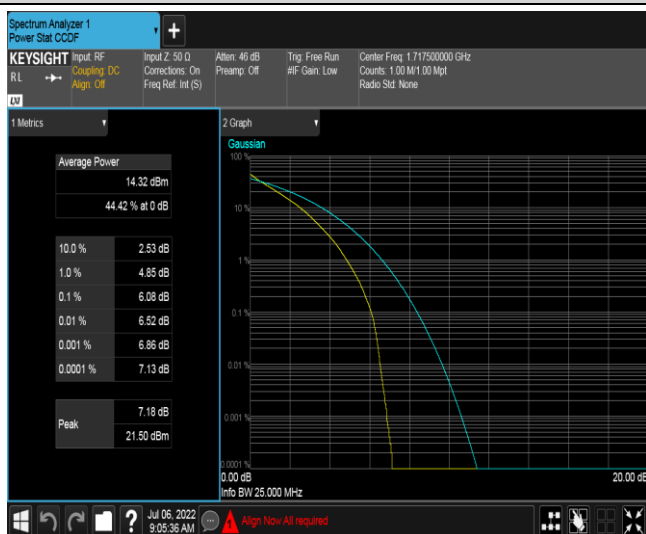 Spectrum Analyzer 1
Power Stat CCDF
+
KEYSIGHT
RL
LXI
Input: RF
Coupling: DC
Align: Off
Input Z: 50 Ω
Corrections: On
Freq Ref: Int (S)
Atten: 46 dB
Preamp: Off
Trig: Free Run
#IF Gain: Low
Center Freq: 1.717500000 GHz
Counts: 1.00 M/1.00 Mpt
Radio Std: None
1 Metrics
Average Power
14.32 dBm
44.42 % at 0 dB
10.0 % 2.53 dB
1.0 % 4.85 dB
0.1 % 6.08 dB
0.01 % 6.52 dB
0.001 % 6.86 dB
0.0001 % 7.13 dB
Peak
7.18 dB
21.50 dBm
2 Graph
Gaussian
100 %
10 %
1 %
0.1 %
0.01 %
0.001 %
0.0001 %
0.00 dB
20.00 dB
Info BW 25.000 MHz
?
Jul 06, 2022
9:05:36 AM
Align Now All required